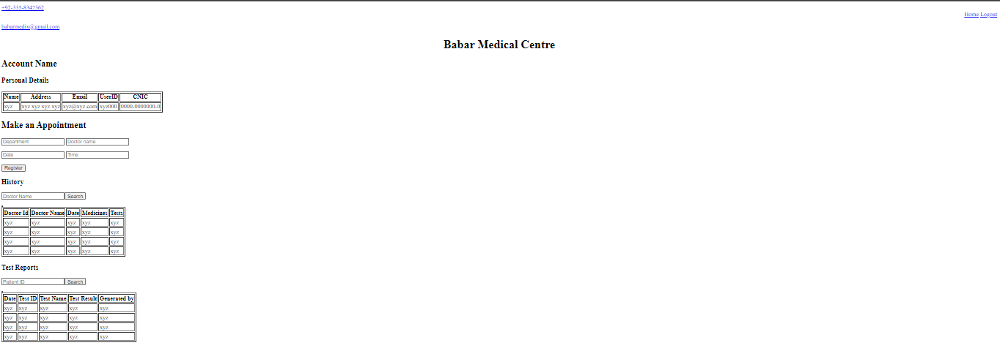 +92-335-8347362
Home Logout
babarmedix@gmail.com
Babar Medical Centre
Account Name
Personal Details
Name Address Email UserID CNIC
xyz xyz xyz xyz xyz xyz@xyz.com xyz000 0000-0000000-0
Make an Appointment
Department Doctor name
Date Time
Register
History
Doctor Name Search
Doctor Id Doctor Name Date Medicines Tests
xyz xyz xyz xyz xyz
xyz xyz xyz xyz xyz
xyz xyz xyz xyz xyz
xyz xyz xyz xyz xyz
Test Reports
Patient ID Search
Date Test ID Test Name Test Result Generated by
xyz xyz xyz xyz xyz
xyz xyz xyz xyz xyz
xyz xyz xyz xyz xyz
xyz xyz xyz xyz xyz